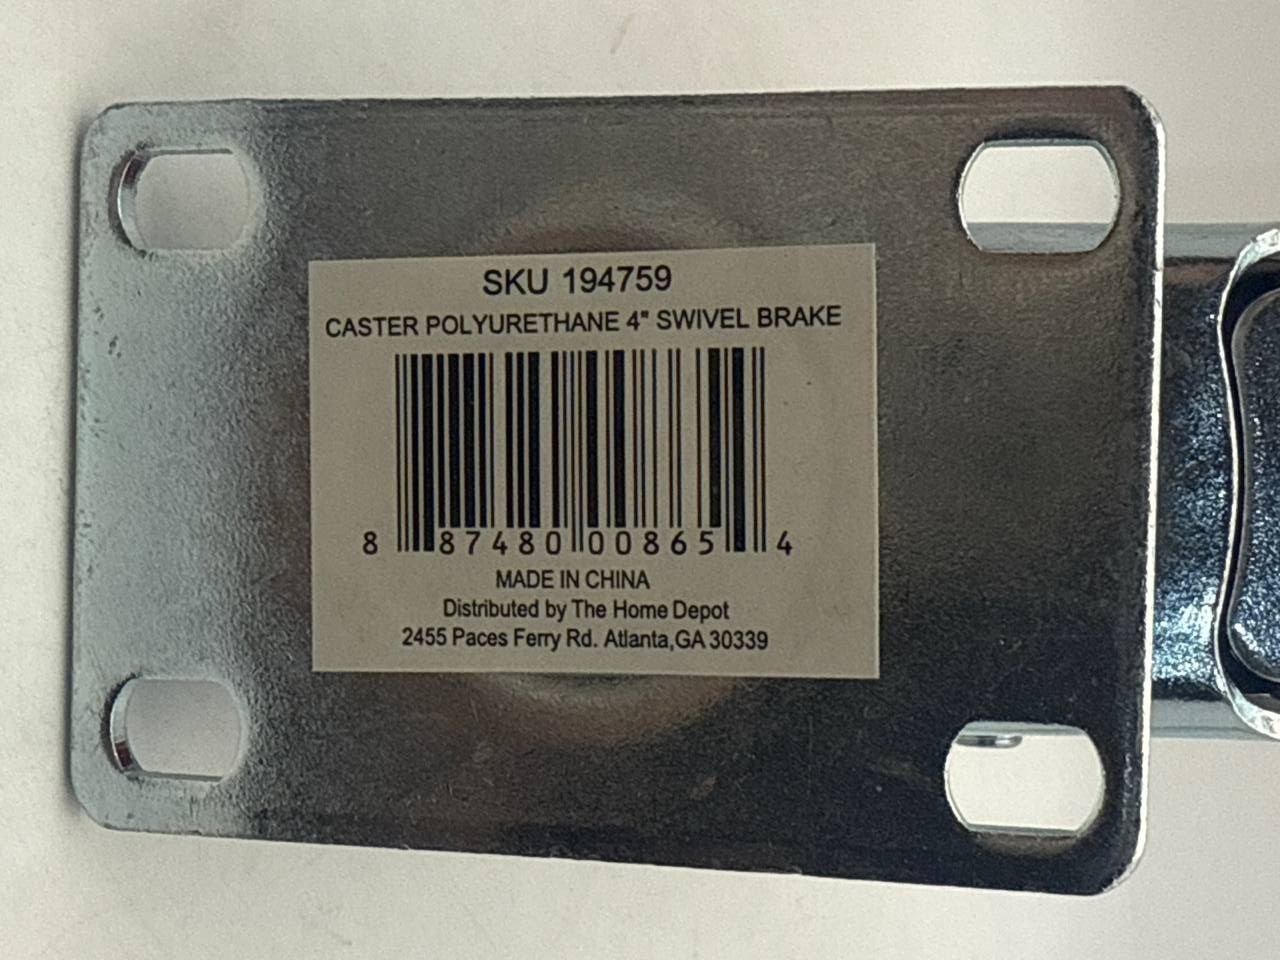 SKU 194759
CASTER POLYURETHANE 4" SWIVEL BRAKE
8 87480 00865 4
MADE IN CHINA
Distributed by The Home Depot
2455 Paces Ferry Rd. Atlanta,GA 30339